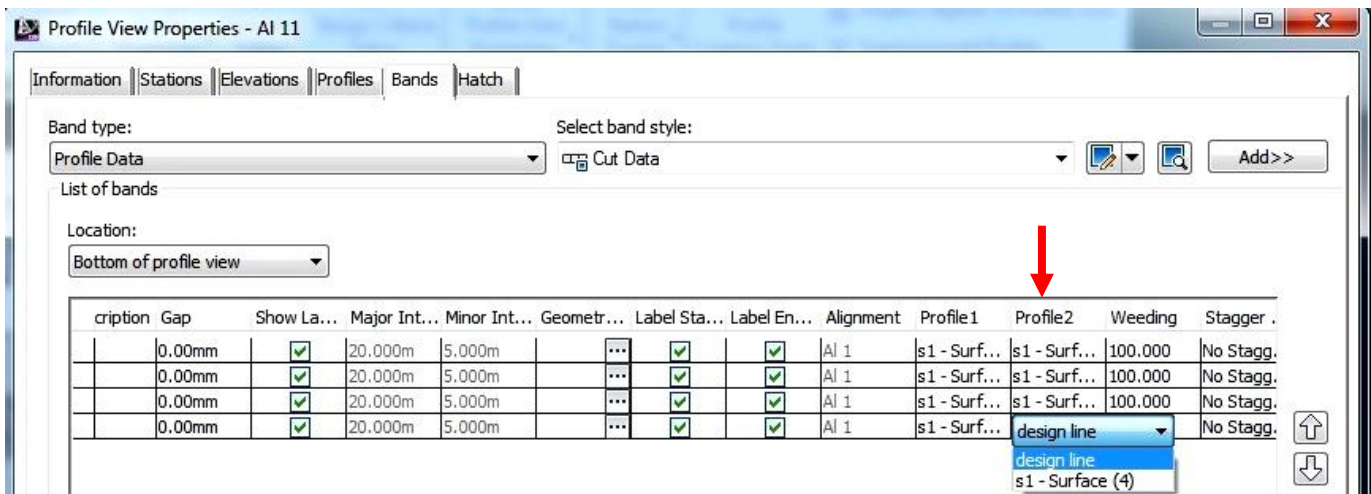 Profile View Properties - Al 11
Information Stations Elevations Profiles Bands Hatch
Band type: Select band style:
Profile Data Cut Data Add>>
List of bands
Location:
Bottom of profile view
cription Gap Show La... Major Int... Minor Int... Geometr... Label Sta... Label En... Alignment Profile1 Profile2 Weeding Stagger .
0.00mm 20.000m 5.000m ... Al 1 s1 - Surf... s1 - Surf... 100.000 No Stagg.
0.00mm 20.000m 5.000m ... Al 1 s1 - Surf... s1 - Surf... 100.000 No Stagg.
0.00mm 20.000m 5.000m ... Al 1 s1 - Surf... s1 - Surf... 100.000 No Stagg.
0.00mm 20.000m 5.000m ... Al 1 s1 - Surf... design line No Stagg.
design line
s1 - Surface (4)